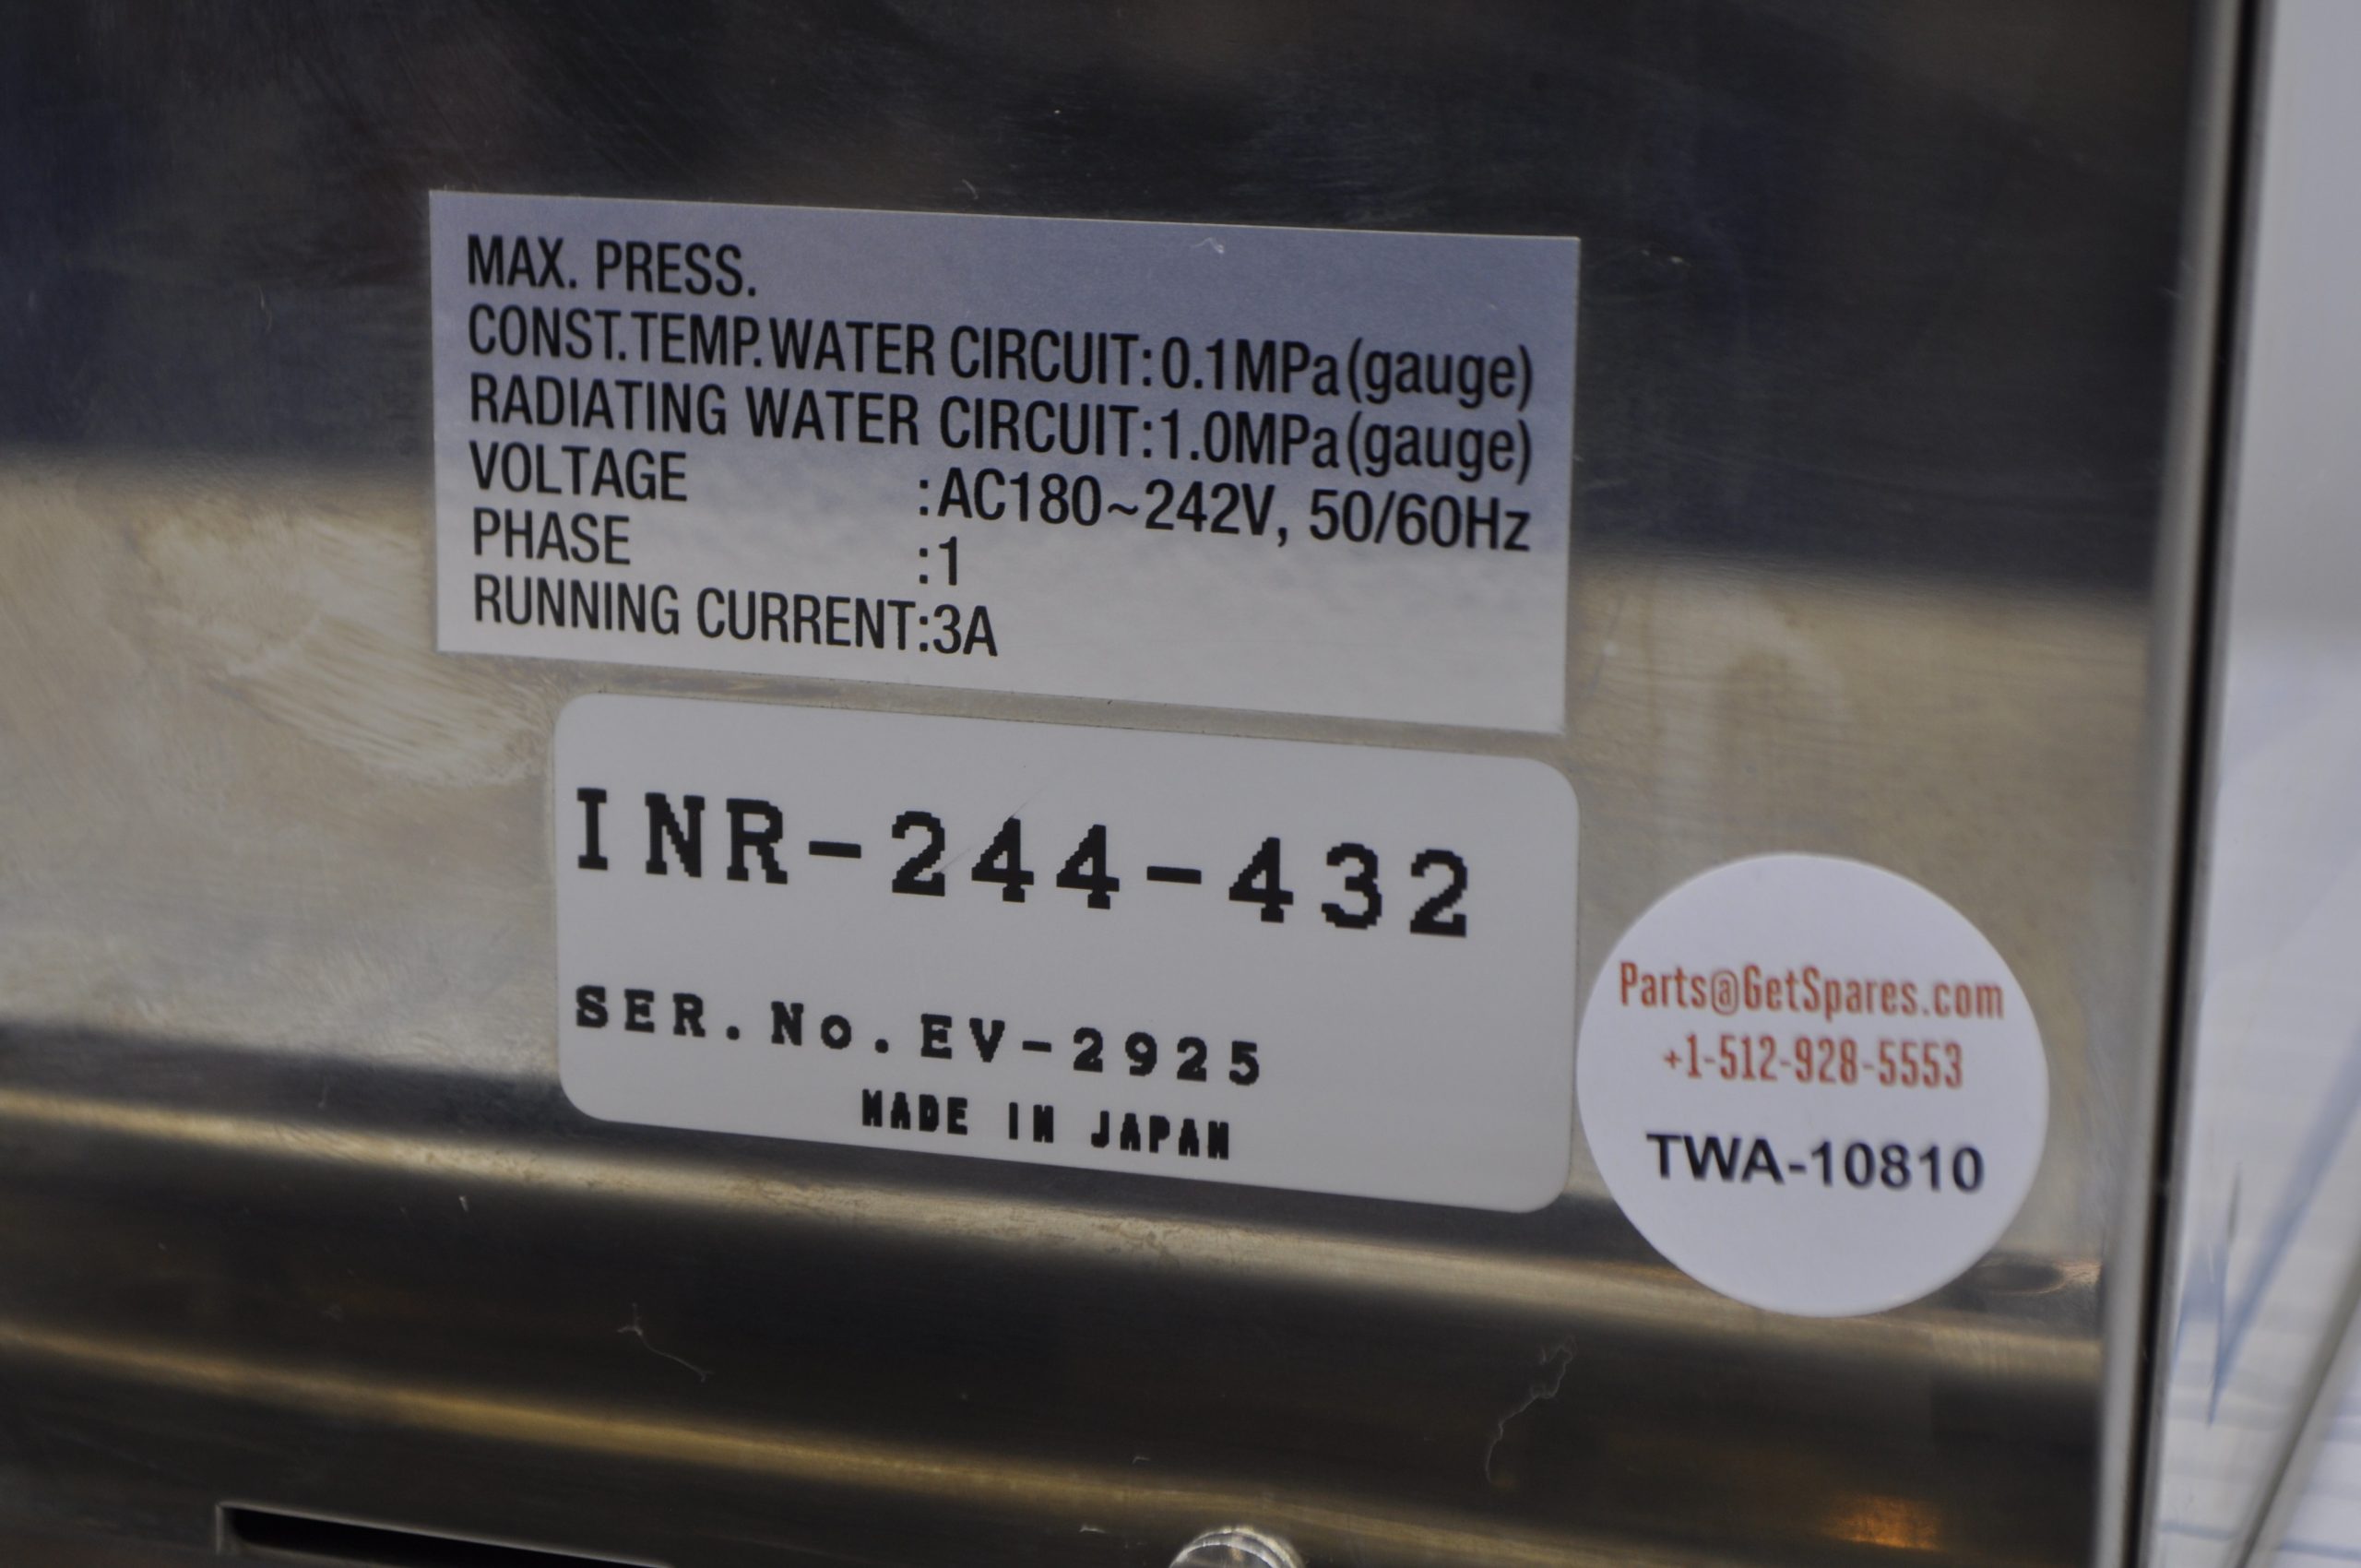 MAX. PRESS.
CONST.TEMP.WATER CIRCUIT:0.1MPa(gauge)
RADIATING WATER CIRCUIT:1.0MPa(gauge)
VOLTAGE :AC180~242V, 50/60Hz
PHASE :1
RUNNING CURRENT:3A
INR-244-432
SER.No.EV-2925
MADE IN JAPAN
Parts@GetSpares.com
+1-512-928-5553
TWA-10810